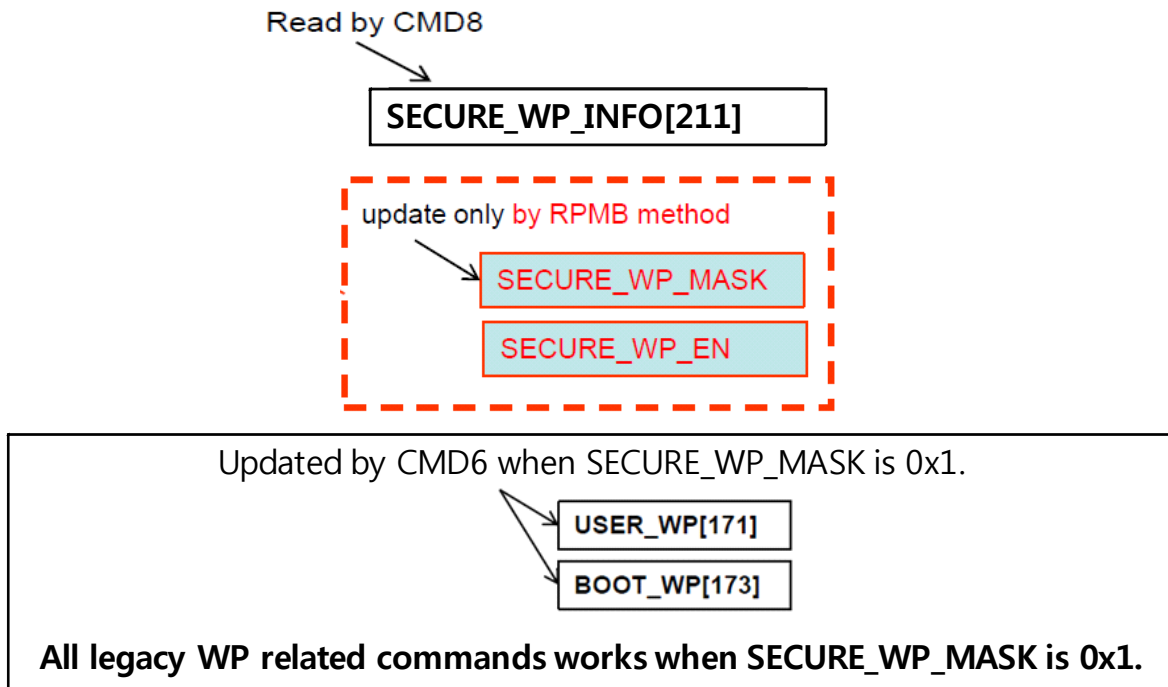 Read by CMD8
SECURE_WP_INFO[211]
update only by RPMB method
SECURE_WP_MASK
SECURE_WP_EN
Updated by CMD6 when SECURE_WP_MASK is 0x1.
USER_WP[171]
BOOT_WP[173]
All legacy WP related commands works when SECURE_WP_MASK is 0x1.